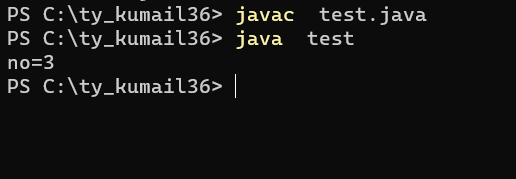 PS C:\ty_kumail36> javac  test.java
PS C:\ty_kumail36> java  test
no=3
PS C:\ty_kumail36>